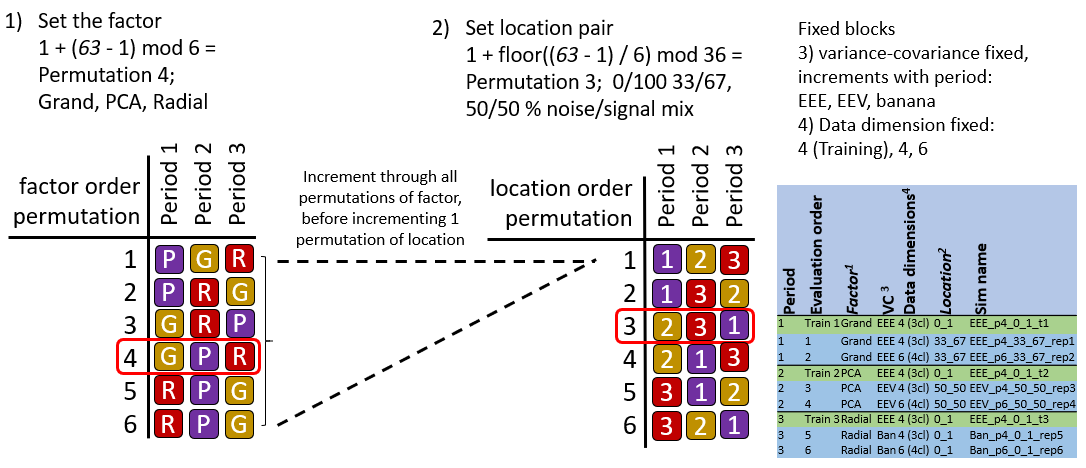 1) Set the factor
1 + (63 - 1) mod 6 =
Permutation 4;
Grand, PCA, Radial
2) Set location pair
1 + floor((63 - 1) / 6) mod 36 =
Permutation 3; 0/100 33/67,
50/50 % noise/signal mix
Fixed blocks
3) variance-covariance fixed,
increments with period:
EEE, EEV, banana
4) Data dimension fixed:
4 (Training), 4, 6
factor order
permutation
Period 1
Period 2
Period 3
1 P G R
2 P R G
3 G R P
4 G P R
5 R P G
6 R P G
Increment through all
permutations of factor,
before incrementing 1
permutation of location
location order
permutation
Period 1
Period 2
Period 3
1 1 2 3
2 1 3 2
3 2 3 1
4 2 1 3
5 3 1 2
6 3 2 1
Period
Evaluation order
Factor1
VC 3
Data dimensions4
Location2
Sim name
1 Train 1 Grand EEE 4 (3cl) 0_1 EEE_p4_0_1_t1
1 1 Grand EEE 4 (3cl) 33_67 EEE_p4_33_67_rep1
1 2 Grand EEE 6 (4cl) 33_67 EEE_p6_33_67_rep2
2 Train 2 PCA EEE 4 (3cl) 0_1 EEE_p4_0_1_t2
2 3 PCA EEV 4 (3cl) 50_50 EEV_p4_50_50_rep3
2 4 PCA EEV 6 (4cl) 50_50 EEV_p6_50_50_rep4
3 Train 3 Radial EEE 4 (3cl) 0_1 EEE_p4_0_1_t3
3 5 Radial Ban 4 (3cl) 0_1 Ban_p4_0_1_rep5
3 6 Radial Ban 6 (4cl) 0_1 Ban_p6_0_1_rep6